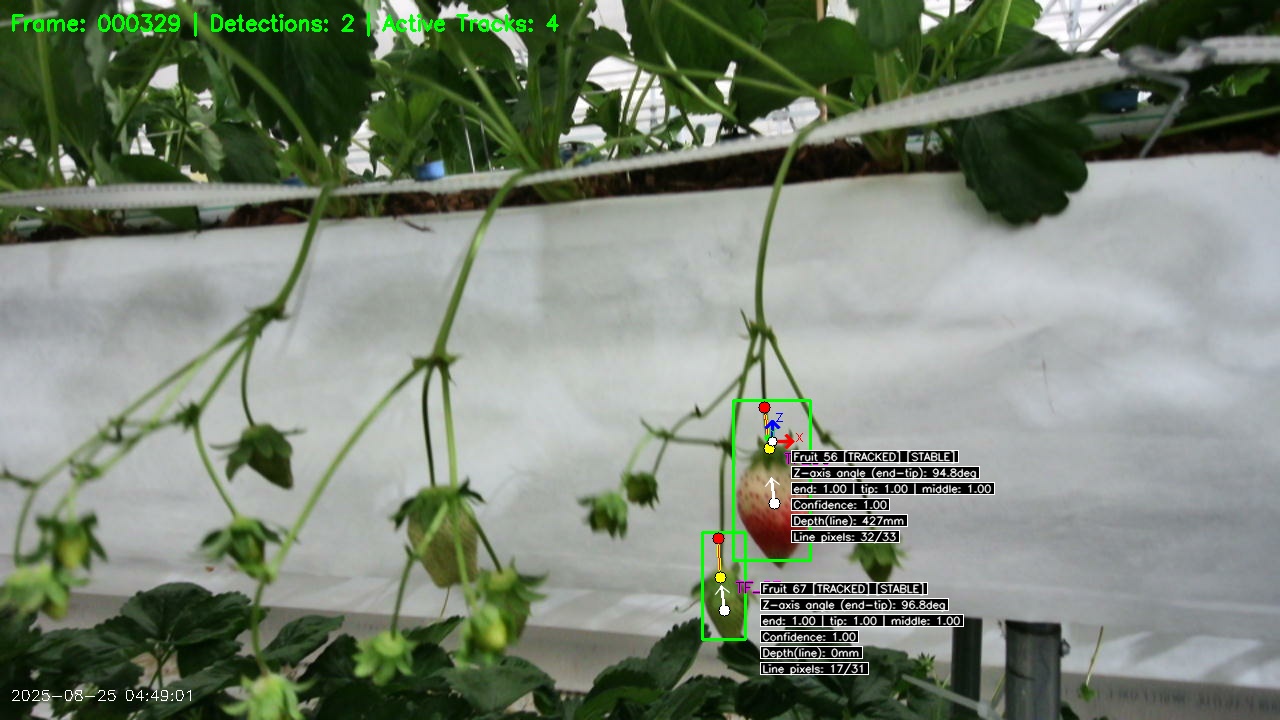 Frame: 000329 | Detections: 2 | Active Tracks: 4
Z
X
Fruit 56 [TRACKED] [STABLE]
Z-axis angle (end-tip): 94.8deg
end: 1.00 | tip: 1.00 | middle: 1.00
Confidence: 1.00
Depth(line): 427mm
Line pixels: 32/33
Fruit 67 [TRACKED] [STABLE]
Z-axis angle (end-tip): 96.8deg
end: 1.00 | tip: 1.00 | middle: 1.00
Confidence: 1.00
Depth(line): 0mm
Line pixels: 17/31
2025-08-25 04:49:01